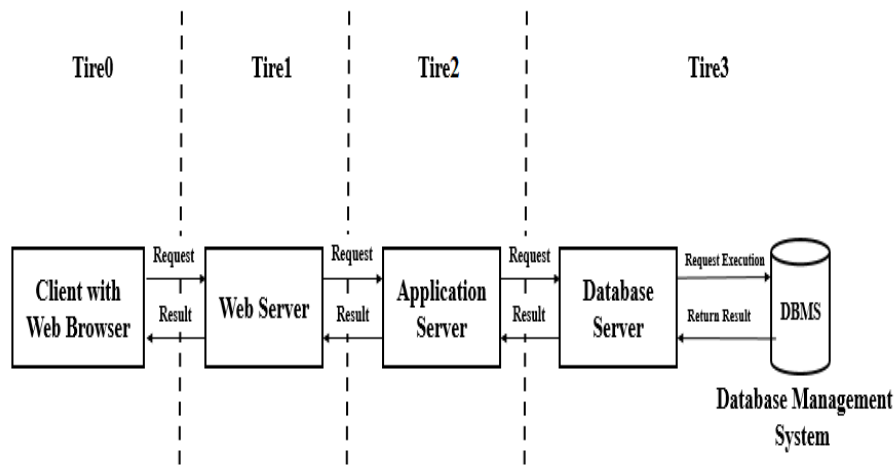 Tire0
Tire1
Tire2
Tire3
Request
Request
Request
Request Execution
Client with
Web Browser
Web Server
Application
Server
Database
Server
DBMS
Result
Result
Result
Return Result
Database Management
System